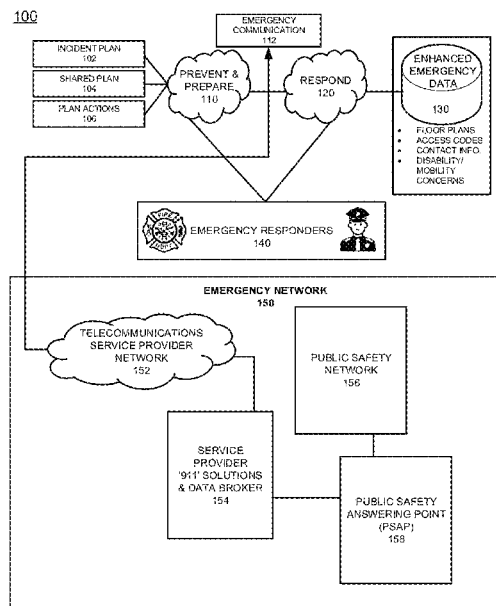 100
INCIDENT PLAN
102
SHARED PLAN
104
PLAN ACTIONS
106
EMERGENCY
COMMUNICATION
112
PREVENT &
PREPARE
110
RESPOND
120
ENHANCED
EMERGENCY
DATA
130
• FLOOR PLANS
• ACCESS CODES
• CONTACT INFO.
• DISABILITY/
MOBILITY
CONCERNS
FIRE
DEPT
EMERGENCY RESPONDERS
140
EMERGENCY NETWORK
150
TELECOMMUNICATIONS
SERVICE PROVIDER
NETWORK
152
PUBLIC SAFETY
NETWORK
156
SERVICE
PROVIDER
'911' SOLUTIONS
& DATA BROKER
154
PUBLIC SAFETY
ANSWERING POINT
(PSAP)
158